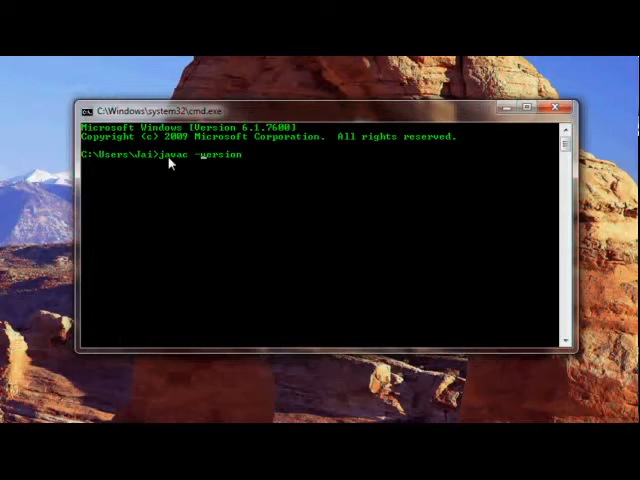 C:\Windows\system32\cmd.exe
Microsoft Windows [Version 6.1.7600]
Copyright (c) 2009 Microsoft Corporation.  All rights reserved.
C:\Users\Jai>javac -version